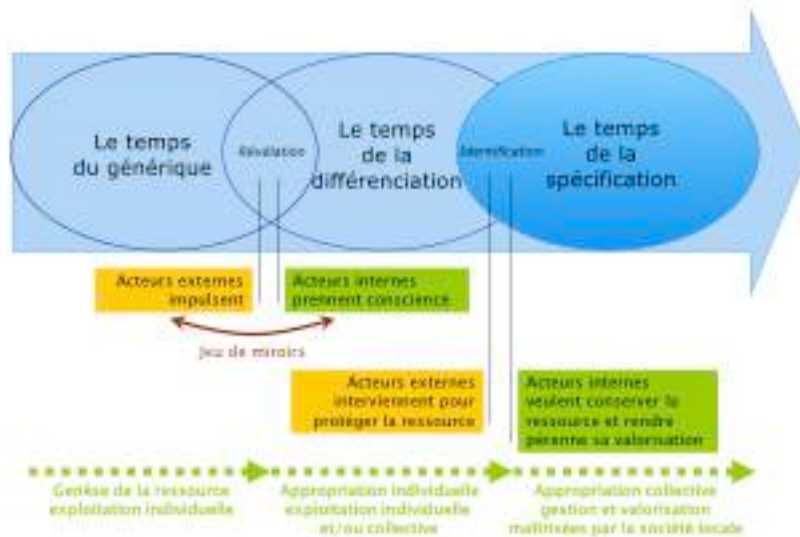 Le temps
du générique
Révélation
Le temps
de la
différenciation
Identification
Le temps
de la
spécification
Acteurs externes
impulsent
Acteurs internes
prennent conscience
Jeu de miroirs
Acteurs externes
interviennent pour
protéger la ressource
Acteurs internes
veulent conserver la
ressource et rendre
pérenne sa valorisation
Genèse de la ressource
exploitation individuelle
Appropriation individuelle
exploitation individuelle
et/ou collective
Appropriation collective
gestion et valorisation
maîtrisées par la société locale